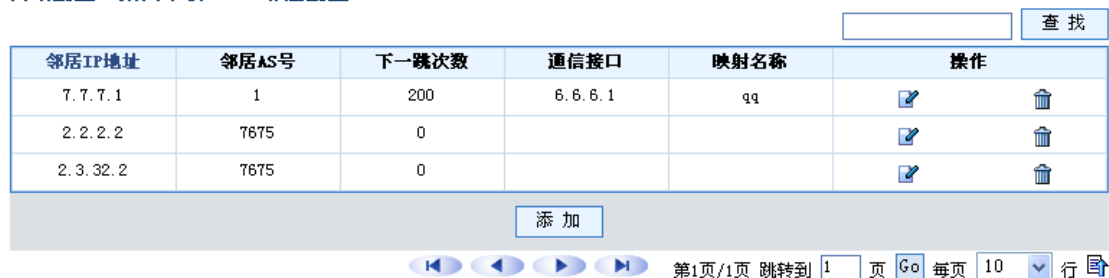 查 找
邻居IP地址 邻居AS号 下一跳次数 通信接口 映射名称 操作
7.7.7.1 1 200 6.6.6.1 qq
2.2.2.2 7675 0
2.3.32.2 7675 0
添 加
第1页/1页 跳转到 1 页 Go 每页 10 行